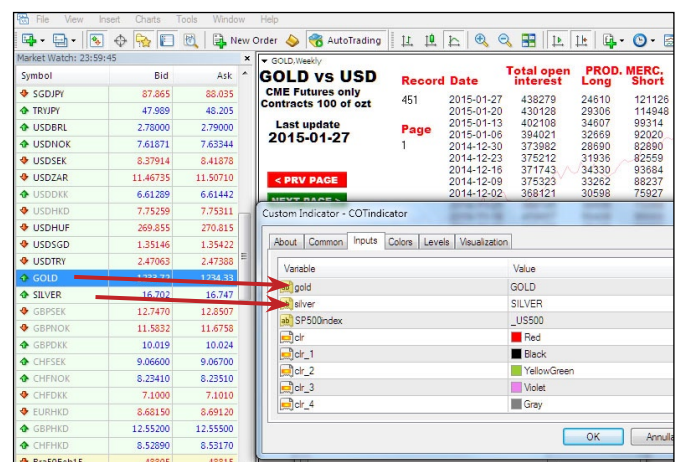 File View Insert Charts Tools Window Help
New Order AutoTrading
Market Watch: 23:59:45
Symbol Bid Ask
SGDJPY 87.865 88.035
TRYJPY 47.989 48.205
USDBRL 2.78000 2.79000
USDNOK 7.61871 7.63344
USDSEK 8.37914 8.41878
USDZAR 11.46735 11.50710
USDDKK 6.61289 6.61442
USDHKD 7.75259 7.75311
USDHUF 269.855 270.815
USDSGD 1.35146 1.35422
USDTRY 2.47063 2.47388
GOLD 1233.72 1234.33
SILVER 16.702 16.747
GBPSEK 12.7470 12.8507
GBPNOK 11.5832 11.6758
GBPDKK 10.019 10.024
CHFSEK 9.06600 9.06700
CHFNOK 8.23410 8.23510
CHFDKK 7.1000 7.1010
EURHKD 8.68150 8.69120
GBPHKD 12.55200 12.55500
CHFHKD 8.52890 8.53170
GOLD,Weekly
GOLD vs USD
CME Futures only
Contracts 100 of ozt
Last update
2015-01-27
< PRV PAGE
NEXT PAGE >
Total open PROD. MERC.
Record Date interest Long Short
451 2015-01-27 438279 24610 121126
2015-01-20 430128 29306 114948
2015-01-13 402108 34607 99314
Page 2015-01-06 394021 32669 92020
1 2014-12-30 373982 28690 82890
2014-12-23 375212 31936 82559
2014-12-16 371743 34330 93684
2014-12-09 375323 33262 88237
2014-12-02 368121 30598 75927
Custom Indicator - COTindicator
About Common Inputs Colors Levels Visualization
Variable Value
ab gold GOLD
ab silver SILVER
ab SP500index _US500
clr Red
clr_1 Black
clr_2 YellowGreen
clr_3 Violet
clr_4 Gray
OK Annulla